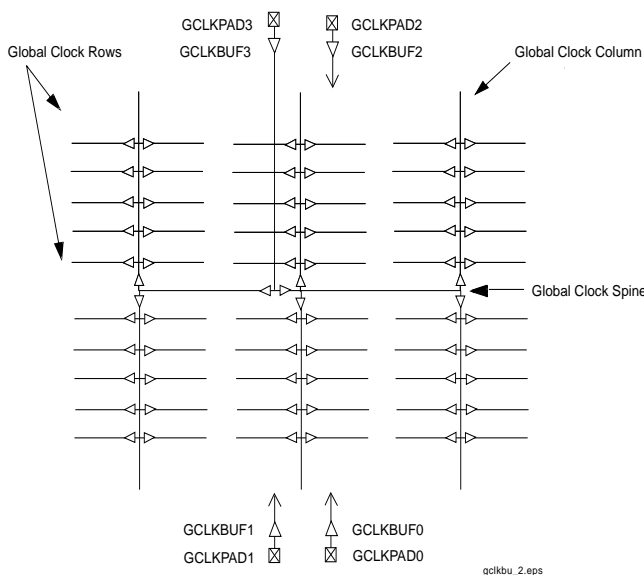 GCLKPAD3
GCLKPAD2
Global Clock Rows
GCLKBUF3
GCLKBUF2
Global Clock Column
Global Clock Spine
GCLKBUF1
GCLKBUF0
GCLKPAD1
GCLKPAD0
gclkbu_2.eps